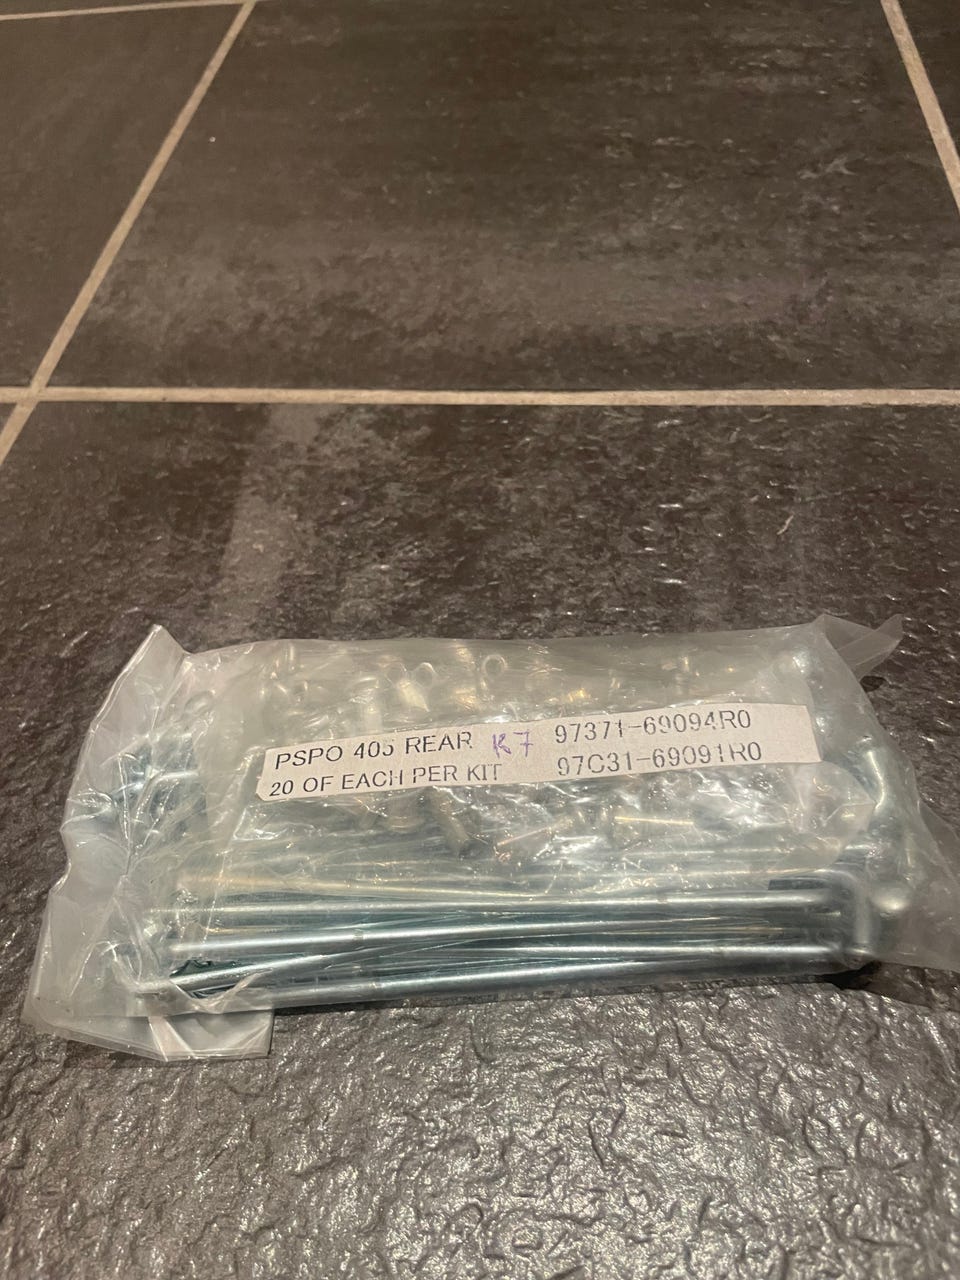 PSPO 405 REAR K7 97371-69094R0
20 OF EACH PER KIT 97C31-69091R0